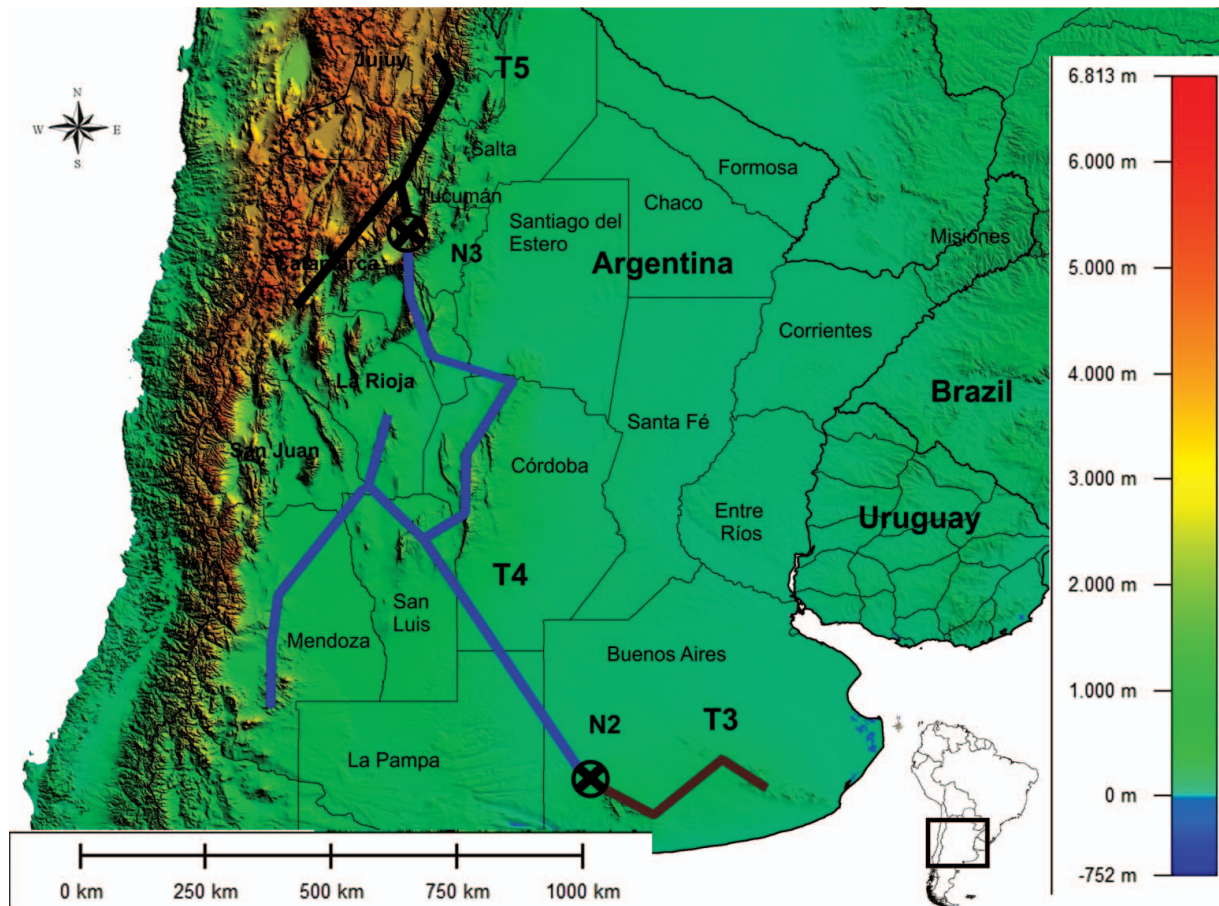 Jujuy
T5
6.813 m
N
W
E
S
6.000 m
Salta
Formosa
Tucumán
Chaco
Santiago del
Estero
Misiones
N3
Catamarca
Argentina
5.000 m
Corrientes
4.000 m
La Rioja
Brazil
Santa Fé
San Juan
Córdoba
3.000 m
Entre
Ríos
Uruguay
T4
2.000 m
San
Luis
Mendoza
Buenos Aires
1.000 m
N2
T3
La Pampa
0 m
-752 m
0 km
250 km
500 km
750 km
1000 km